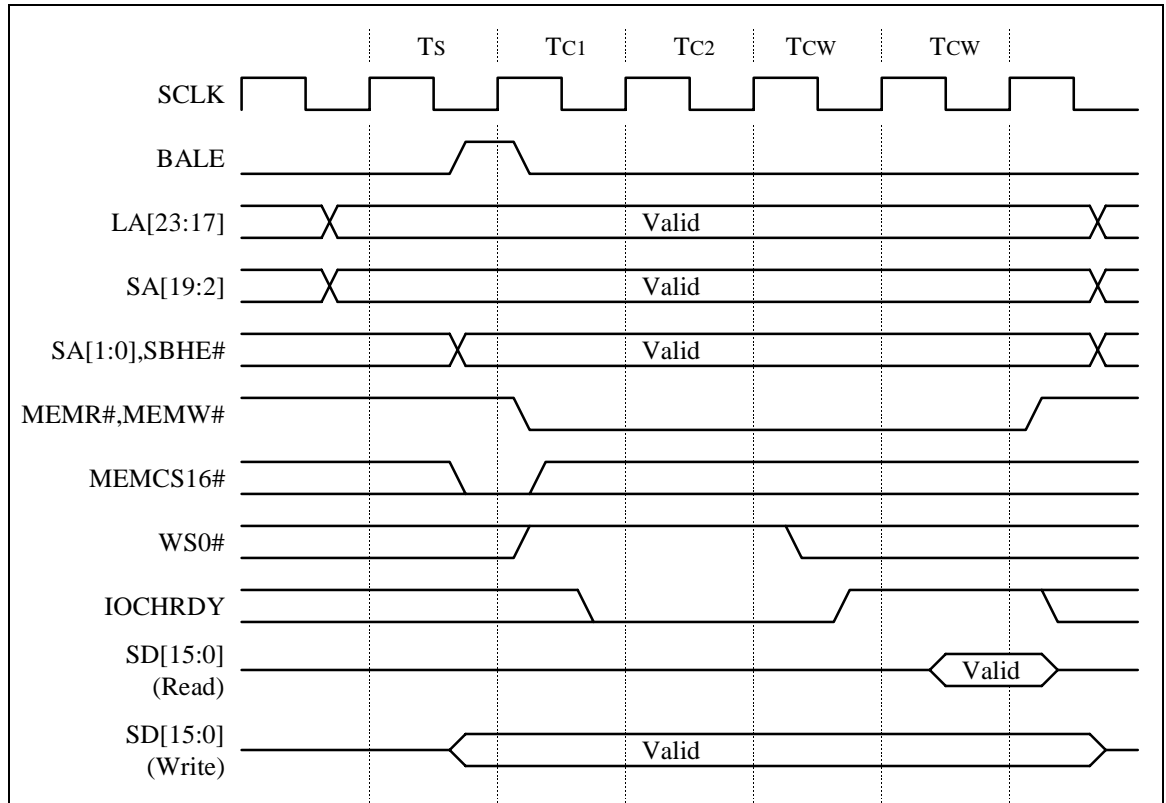 Ts TC1 TC2 TCW TCW
SCLK
BALE
LA[23:17] Valid
SA[19:2] Valid
SA[1:0],SBHE# Valid
MEMR#,MEMW#
MEMCS16#
WS0#
IOCHRDY
SD[15:0]
(Read) Valid
SD[15:0]
(Write) Valid